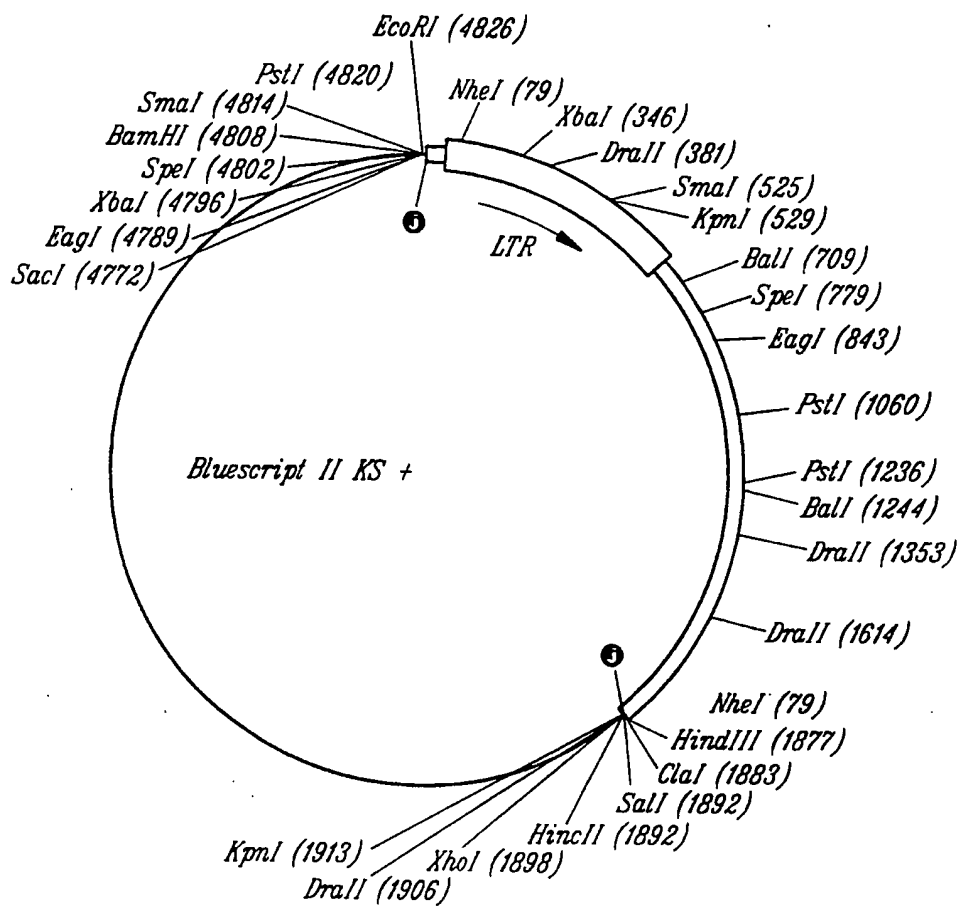 EcoRI (4826)
PstI (4820)
SmaI (4814)
BamHI (4808)
SpeI (4802)
XbaI (4796)
EagI (4789)
SacI (4772)
NheI (79)
XbaI (346)
DraII (381)
SmaI (525)
KpnI (529)
J
LTR
BalI (709)
SpeI (779)
EagI (843)
PstI (1060)
Bluescript II KS +
PstI (1236)
BalI (1244)
DraII (1353)
DraII (1614)
J
NheI (79)
HindIII (1877)
ClaI (1883)
SalI (1892)
HincII (1892)
XhoI (1898)
DraII (1906)
KpnI (1913)